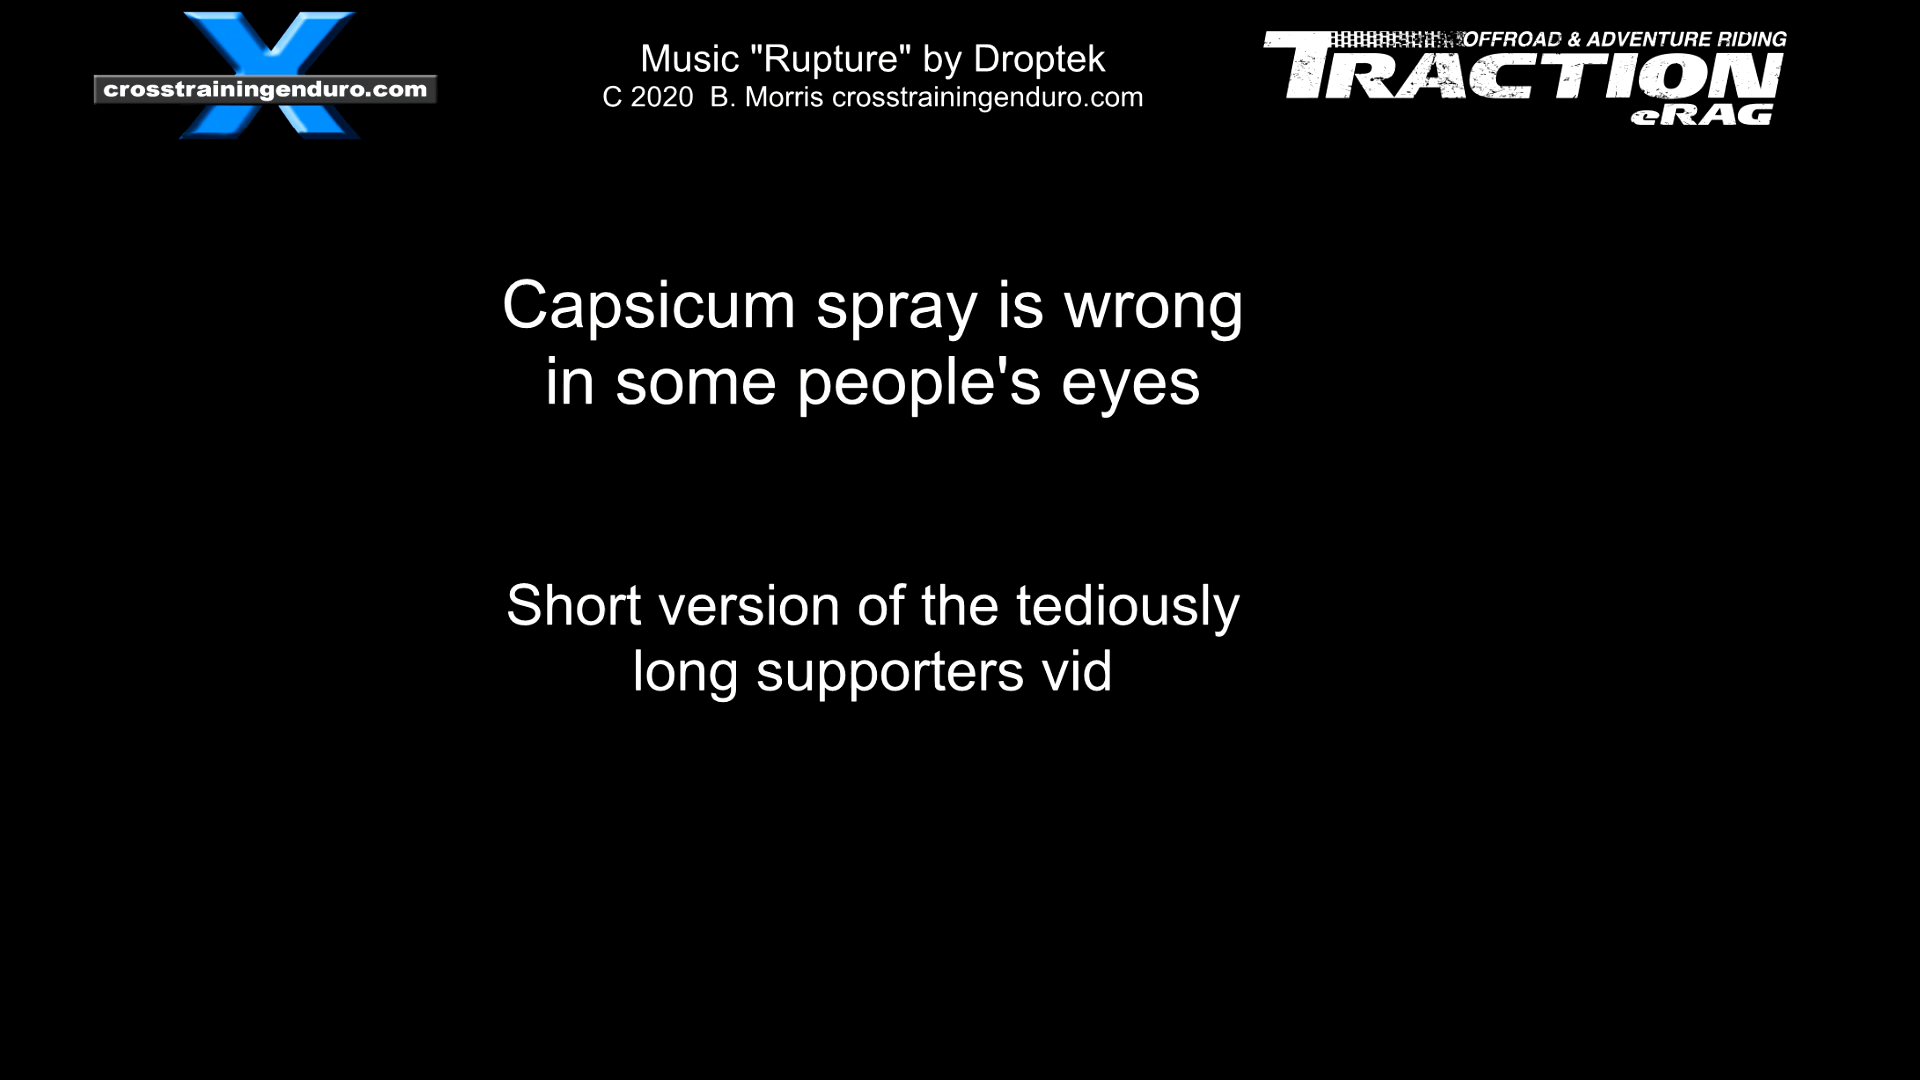 crosstrainingenduro.com
Music "Rupture" by Droptek
C 2020  B. Morris crosstrainingenduro.com
OFFROAD & ADVENTURE RIDING
TRACTION
eRAG
Capsicum spray is wrong
in some people's eyes
Short version of the tediously
long supporters vid